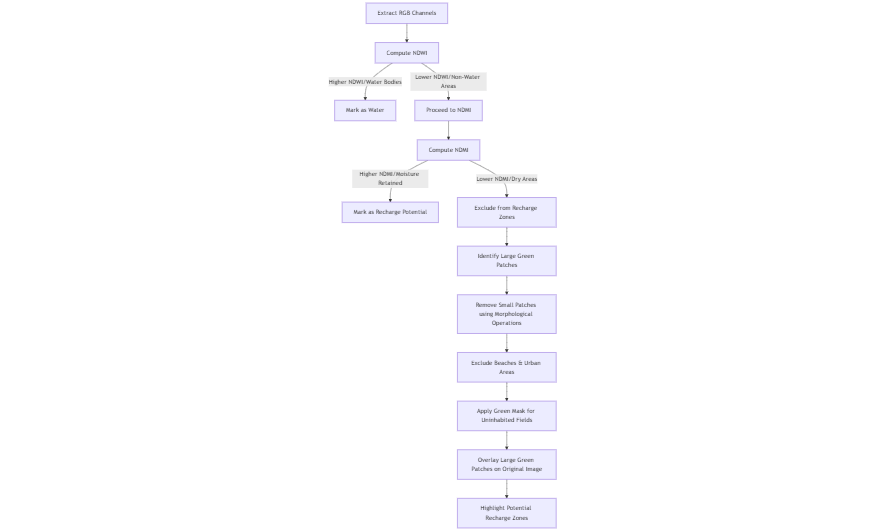 Extract RGB Channels
Compute NDWI
Higher NDWI/Water Bodies
Lower NDWI/Non-Water
Areas
Mark as Water
Proceed to NDMI
Compute NDMI
Higher NDMI/Moisture
Retained
Lower NDMI/Dry Areas
Mark as Recharge Potential
Exclude from Recharge
Zones
Identify Large Green
Patches
Remove Small Patches
using Morphological
Operations
Exclude Beaches & Urban
Areas
Apply Green Mask for
Uninhabited Fields
Overlay Large Green
Patches on Original Image
Highlight Potential
Recharge Zones